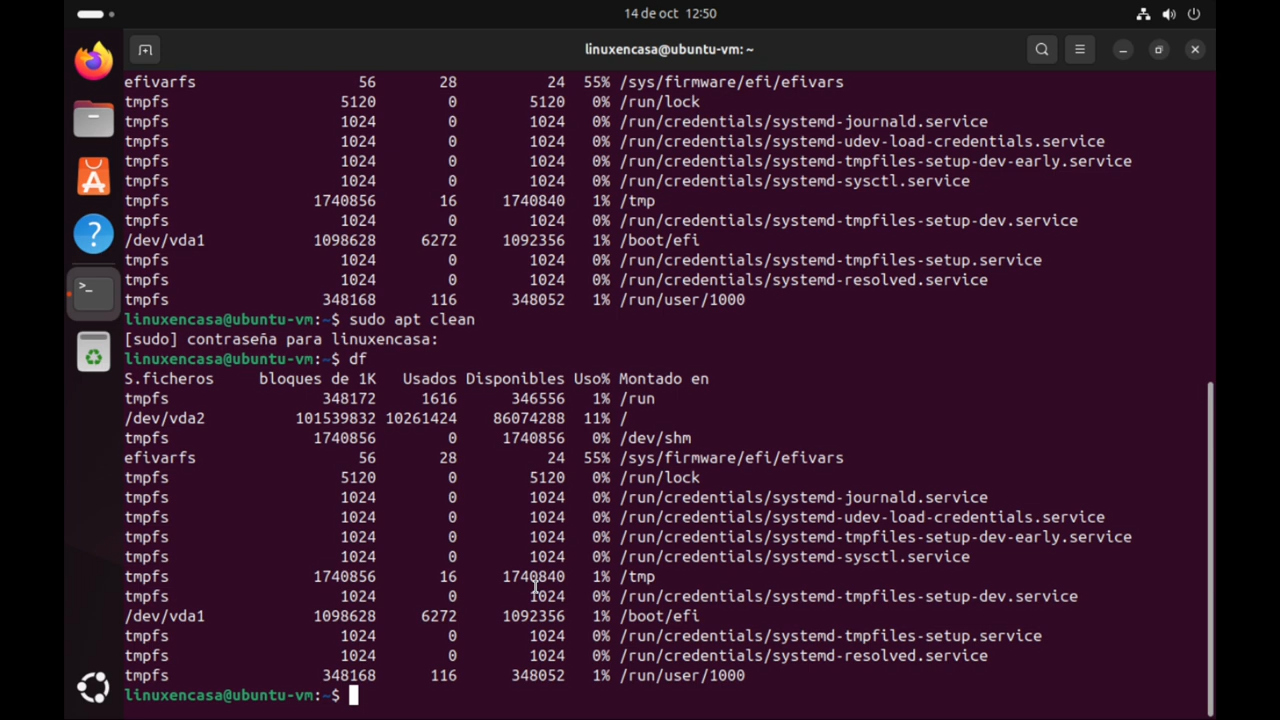 14 de oct 12:50
linuxencasa@ubuntu-vm: ~
efivarfs 56 28 24 55% /sys/firmware/efi/efivars
tmpfs 5120 0 5120 0% /run/lock
tmpfs 1024 0 1024 0% /run/credentials/systemd-journald.service
tmpfs 1024 0 1024 0% /run/credentials/systemd-udev-load-credentials.service
tmpfs 1024 0 1024 0% /run/credentials/systemd-tmpfiles-setup-dev-early.service
tmpfs 1024 0 1024 0% /run/credentials/systemd-sysctl.service
tmpfs 1740856 16 1740840 1% /tmp
tmpfs 1024 0 1024 0% /run/credentials/systemd-tmpfiles-setup-dev.service
/dev/vda1 1098628 6272 1092356 1% /boot/efi
tmpfs 1024 0 1024 0% /run/credentials/systemd-tmpfiles-setup.service
tmpfs 1024 0 1024 0% /run/credentials/systemd-resolved.service
tmpfs 348168 116 348052 1% /run/user/1000
linuxencasa@ubuntu-vm:~$ sudo apt clean
[sudo] contraseña para linuxencasa:
linuxencasa@ubuntu-vm:~$ df
S.ficheros bloques de 1K Usados Disponibles Uso% Montado en
tmpfs 348172 1616 346556 1% /run
/dev/vda2 101539832 10261424 86074288 11% /
tmpfs 1740856 0 1740856 0% /dev/shm
efivarfs 56 28 24 55% /sys/firmware/efi/efivars
tmpfs 5120 0 5120 0% /run/lock
tmpfs 1024 0 1024 0% /run/credentials/systemd-journald.service
tmpfs 1024 0 1024 0% /run/credentials/systemd-udev-load-credentials.service
tmpfs 1024 0 1024 0% /run/credentials/systemd-tmpfiles-setup-dev-early.service
tmpfs 1024 0 1024 0% /run/credentials/systemd-sysctl.service
tmpfs 1740856 16 1740840 1% /tmp
tmpfs 1024 0 1024 0% /run/credentials/systemd-tmpfiles-setup-dev.service
/dev/vda1 1098628 6272 1092356 1% /boot/efi
tmpfs 1024 0 1024 0% /run/credentials/systemd-tmpfiles-setup.service
tmpfs 1024 0 1024 0% /run/credentials/systemd-resolved.service
tmpfs 348168 116 348052 1% /run/user/1000
linuxencasa@ubuntu-vm:~$